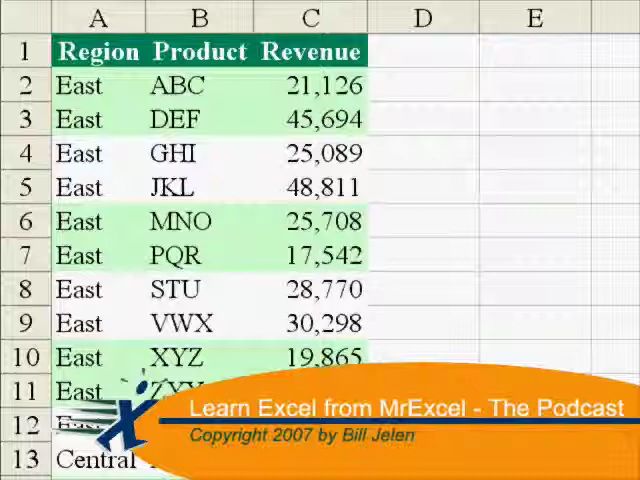 A B C D E
1 Region Product Revenue
2 East ABC 21,126
3 East DEF 45,694
4 East GHI 25,089
5 East JKL 48,811
6 East MNO 25,708
7 East PQR 17,542
8 East STU 28,770
9 East VWX 30,298
10 East XYZ 19,865
11 East
12 East
13 Central
Learn Excel from MrExcel - The Podcast
Copyright 2007 by Bill Jelen